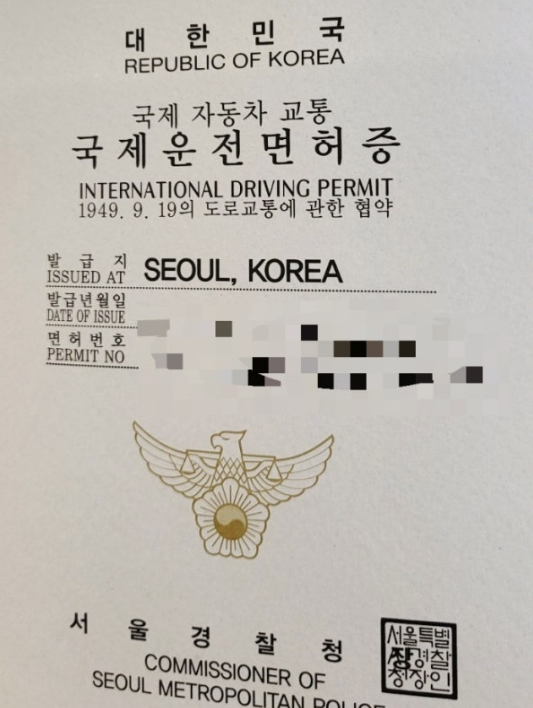 대 한 민 국
REPUBLIC OF KOREA
국제 자동차 교통
국제운전면허증
INTERNATIONAL DRIVING PERMIT
1949. 9. 19의 도로교통에 관한 협약
발 급 지
ISSUED AT SEOUL, KOREA
발급년월일
DATE OF ISSUE
면 허 번 호
PERMIT NO
서 울 경 찰 청
COMMISSIONER OF
SEOUL METROPOLITAN POLICE
서울특별
장경찰
청장인